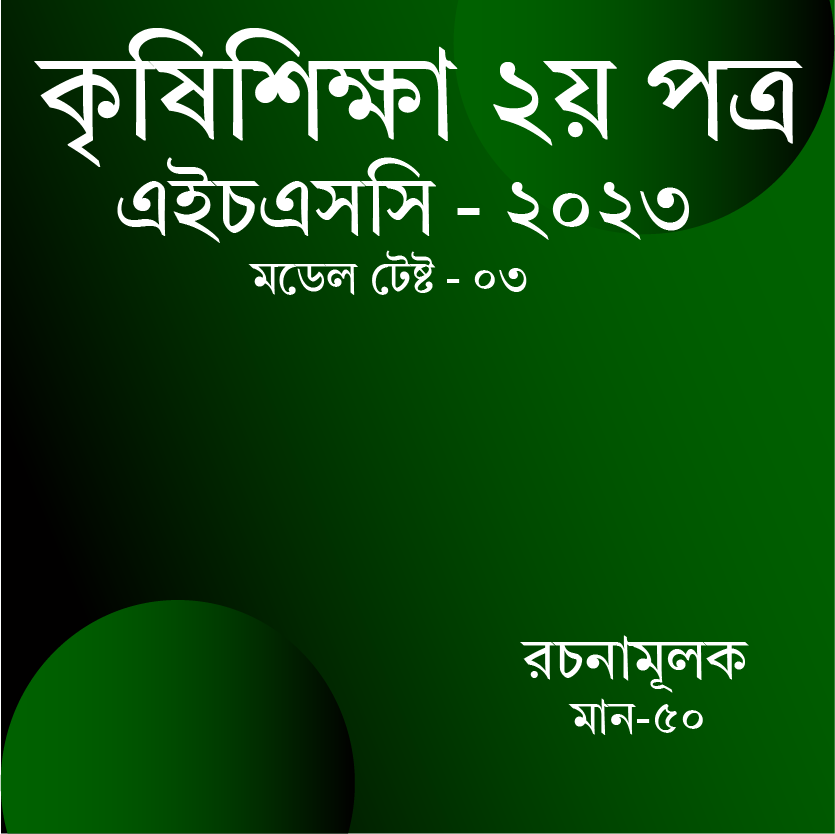 কৃষিশিক্ষা ২য় পত্র
এইচএসসি - ২০২৩
মডেল টেষ্ট - ০৩
রচনামূলক
মান-৫০